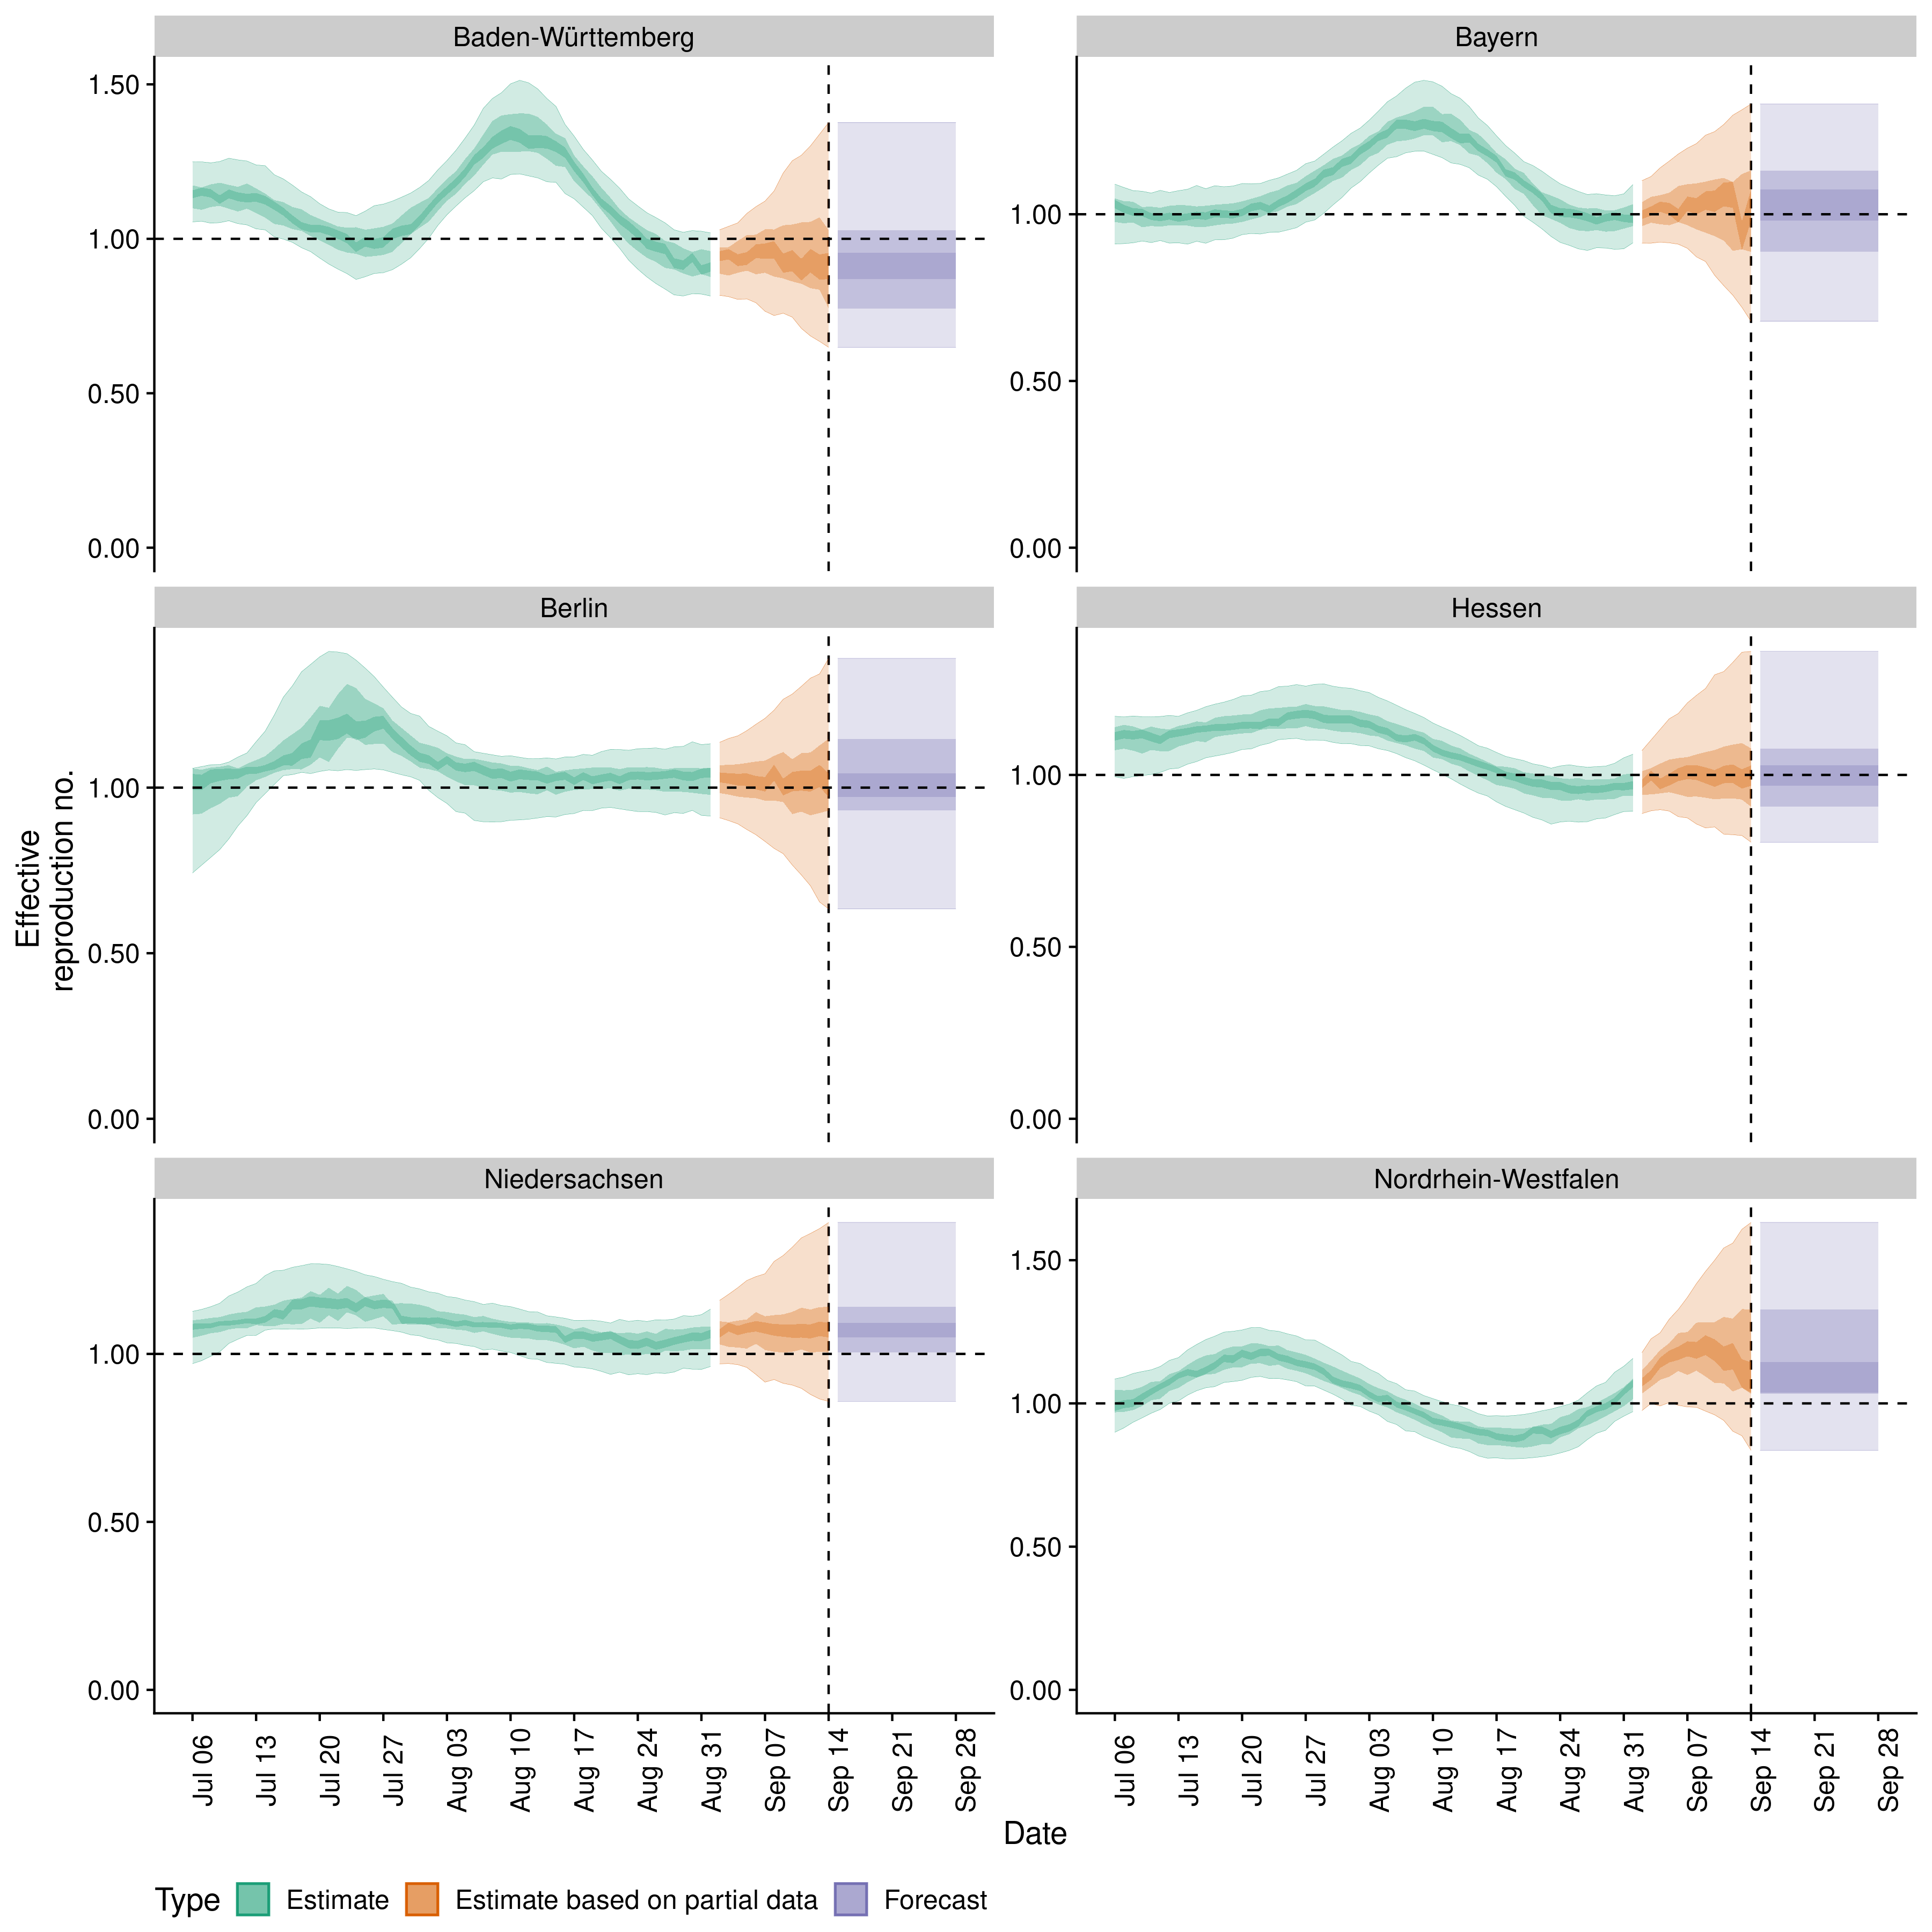 Baden-Württemberg
Bayern
1.50
1.00
0.50
0.00
1.00
0.50
0.00
Berlin
Hessen
1.00
0.50
0.00
1.00
0.50
0.00
Effective
reproduction no.
Niedersachsen
Nordrhein-Westfalen
1.00
0.50
0.00
1.50
1.00
0.50
0.00
Jul 06
Jul 13
Jul 20
Jul 27
Aug 03
Aug 10
Aug 17
Aug 24
Aug 31
Sep 07
Sep 14
Sep 21
Sep 28
Jul 06
Jul 13
Jul 20
Jul 27
Aug 03
Aug 10
Aug 17
Aug 24
Aug 31
Sep 07
Sep 14
Sep 21
Sep 28
Date
Type Estimate Estimate based on partial data Forecast